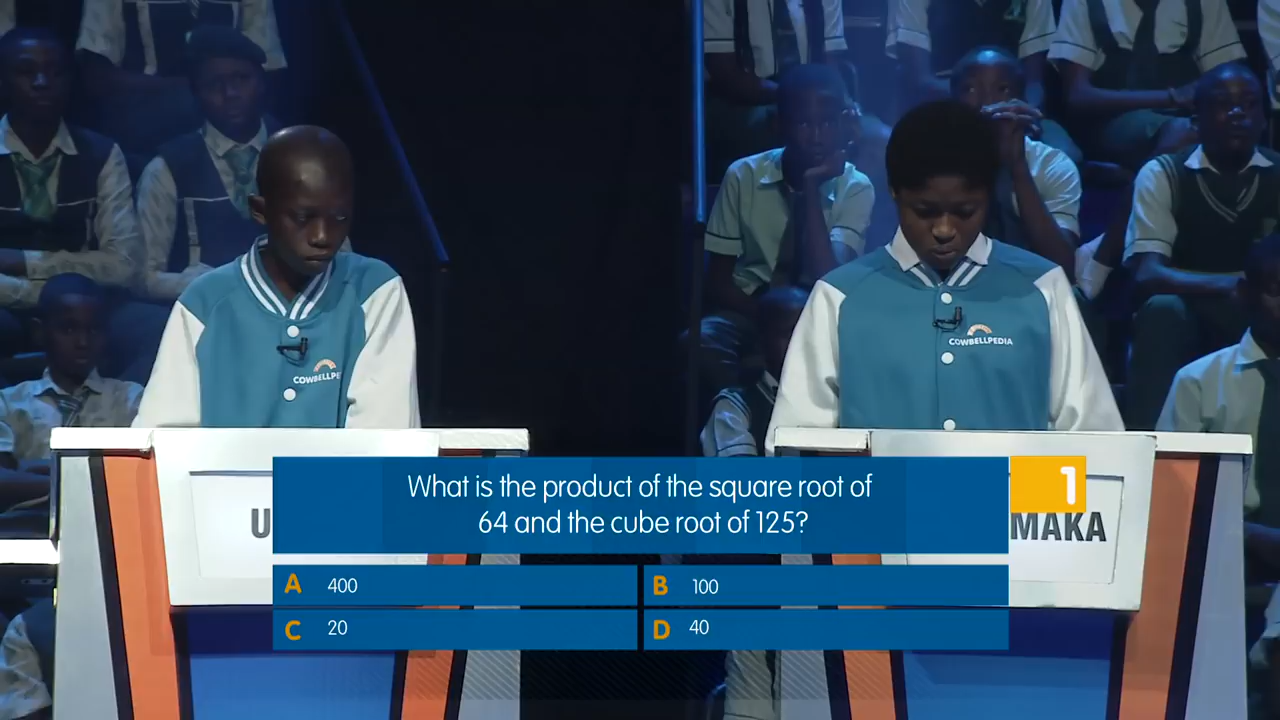 COWBELLPE
COWBELLPEDIA
What is the product of the square root of
64 and the cube root of 125?
1
U
MAKA
A 400
B 100
C 20
D 40